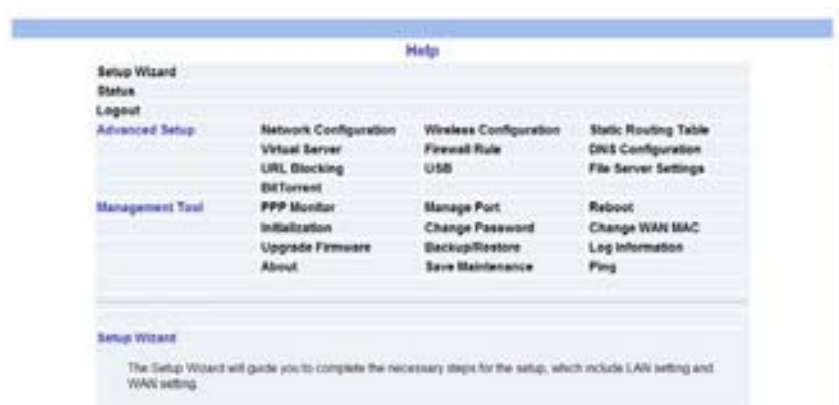 Help
Setup Wizard
Status
Logout
Advanced Setup Network Configuration Wireless Configuration Static Routing Table
Virtual Server Firewall Rule DNS Configuration
URL Blocking USB File Server Settings
BitTorrent
Management Tool PPP Monitor Manage Port Reboot
Initialization Change Password Change WAN MAC
Upgrade Firmware Backup/Restore Log Information
About Save Maintenance Ping
Setup Wizard
The Setup Wizard will guide you to complete the necessary steps for the setup, which include LAN setting and
WAN setting.